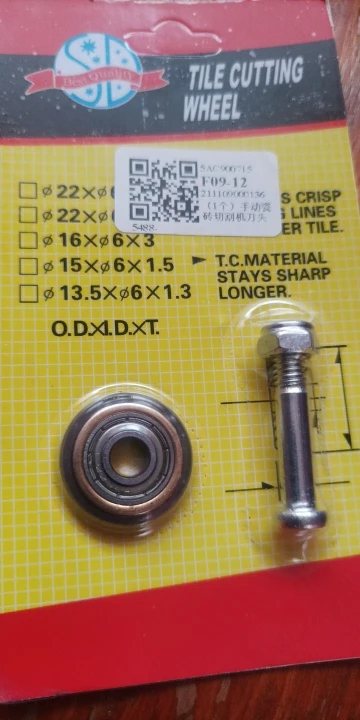 SB
Best Quality
TILE CUTTING
WHEEL
5AC900715
F09-12
211109000136
(1个)手动瓷
砖切割机刀头
5488.
□ ø 22×ø6
□ ø 22×ø
□ ø 16×ø6×3
□ ø 15×ø6×1.5
□ ø 13.5×ø6×1.3
O.D.×I.D.×T.
S CRISP
LINES
ER TILE.
► T.C.MATERIAL
STAYS SHARP
LONGER.